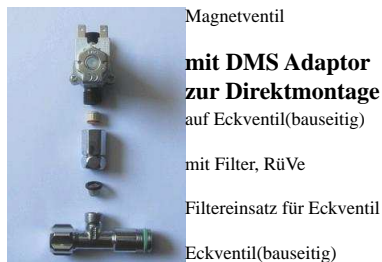 Magnetventil
mit DMS Adaptor
zur Direktmontage
auf Eckventil(bauseitig)
mit Filter, RüVe
Filtereinsatz für Eckventil
Eckventil(bauseitig)